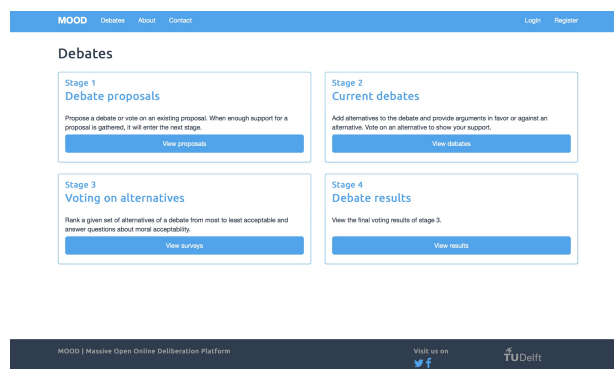 MOOD Debates About Contact Login Register
Debates
Stage 1
Debate proposals
Propose a debate or vote on an existing proposal. When enough support for a
proposal is gathered, it will enter the next stage.
View proposals
Stage 2
Current debates
Add alternatives to the debate and provide arguments in favor or against an
alternative. Vote on an alternative to show your support.
View debates
Stage 3
Voting on alternatives
Rank a given set of alternatives of a debate from most to least acceptable and
answer questions about moral acceptability.
View surveys
Stage 4
Debate results
View the final voting results of stage 3.
View results
MOOD | Massive Open Online Deliberation Platform
Visit us on
TUDelft